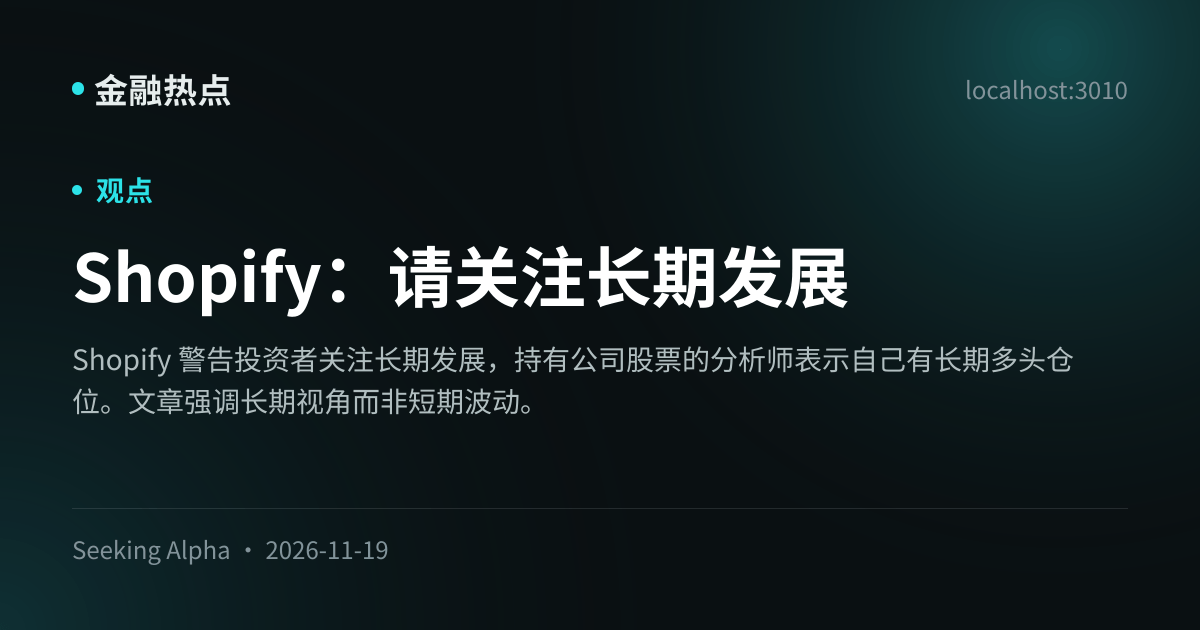 金融热点
localhost:3010
观点
Shopify：请关注长期发展
Shopify 警告投资者关注长期发展，持有公司股票的分析师表示自己有长期多头仓
位。文章强调长期视角而非短期波动。
Seeking Alpha · 2026-11-19